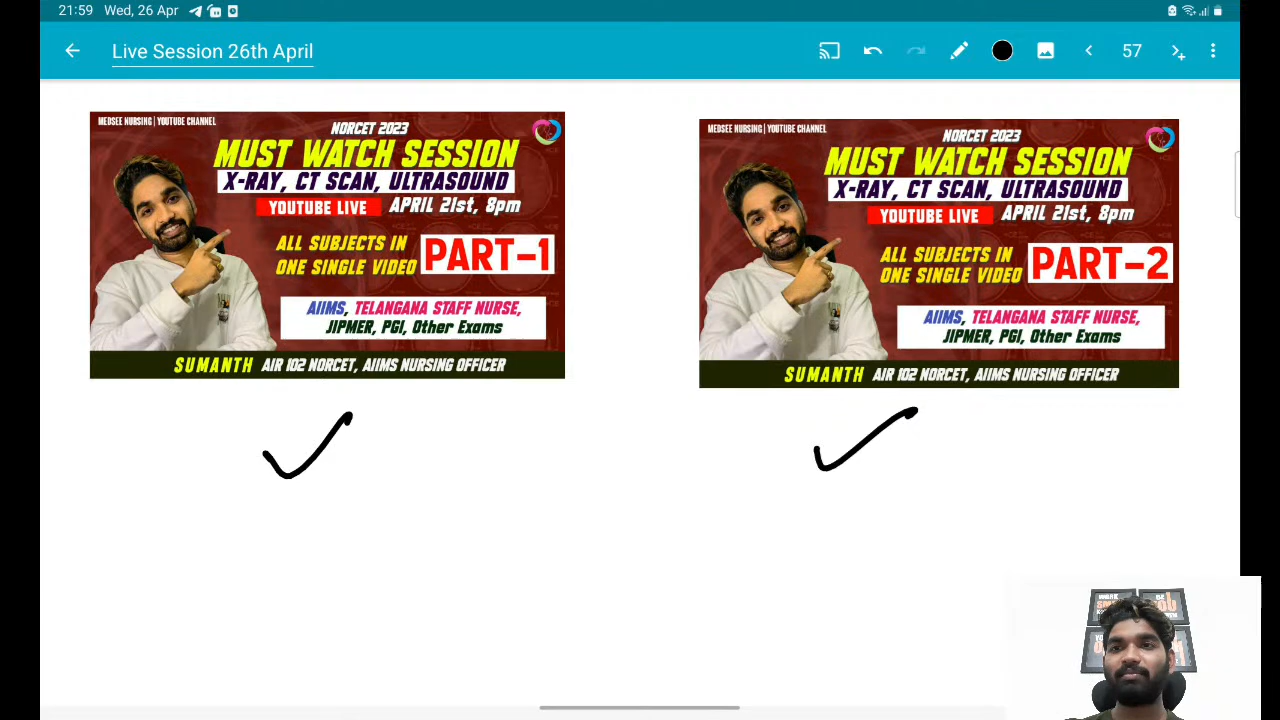 21:59 Wed, 26 Apr
Live Session 26th April
57
MEDSEE NURSING | YOUTUBE CHANNEL
NORCET 2023
MUST WATCH SESSION
X-RAY, CT SCAN, ULTRASOUND
YOUTUBE LIVE APRIL 21st, 8pm
ALL SUBJECTS IN
ONE SINGLE VIDEO
PART-1
AIIMS, TELANGANA STAFF NURSE,
JIPMER, PGI, Other Exams
SUMANTH AIR 102 NORCET, AIIMS NURSING OFFICER
MEDSEE NURSING | YOUTUBE CHANNEL
NORCET 2023
MUST WATCH SESSION
X-RAY, CT SCAN, ULTRASOUND
YOUTUBE LIVE APRIL 21st, 8pm
ALL SUBJECTS IN
ONE SINGLE VIDEO
PART-2
AIIMS, TELANGANA STAFF NURSE,
JIPMER, PGI, Other Exams
SUMANTH AIR 102 NORCET, AIIMS NURSING OFFICER